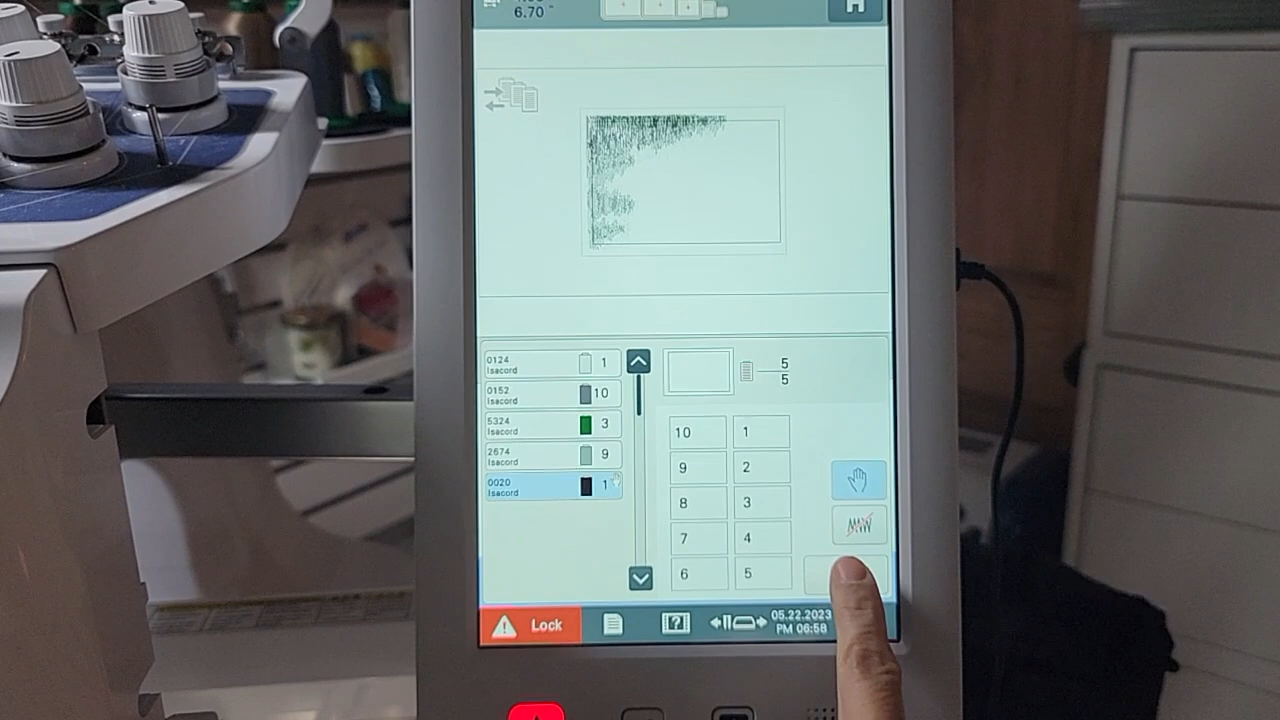 6.70 "
0124
Isacord
1
0152
Isacord
10
5324
Isacord
3
2674
Isacord
9
0020
Isacord
1
5
5
10 1
9 2
8 3
7 4
6 5
Lock
05.22.2023
PM 06:58